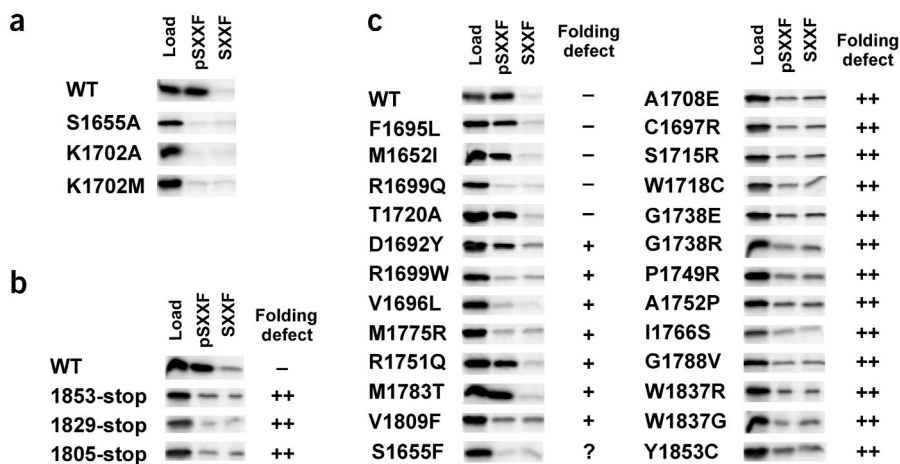 a
Load pSXXF SXXF
WT
S1655A
K1702A
K1702M
b
Load pSXXF SXXF Folding defect
WT –
1853-stop ++
1829-stop ++
1805-stop ++
c
Load pSXXF SXXF Folding defect
WT –
F1695L –
M1652I –
R1699Q –
T1720A –
D1692Y +
R1699W +
V1696L +
M1775R +
R1751Q +
M1783T +
V1809F +
S1655F ?
Load pSXXF SXXF Folding defect
A1708E ++
C1697R ++
S1715R ++
W1718C ++
G1738E ++
G1738R ++
P1749R ++
A1752P ++
I1766S ++
G1788V ++
W1837R ++
W1837G ++
Y1853C ++